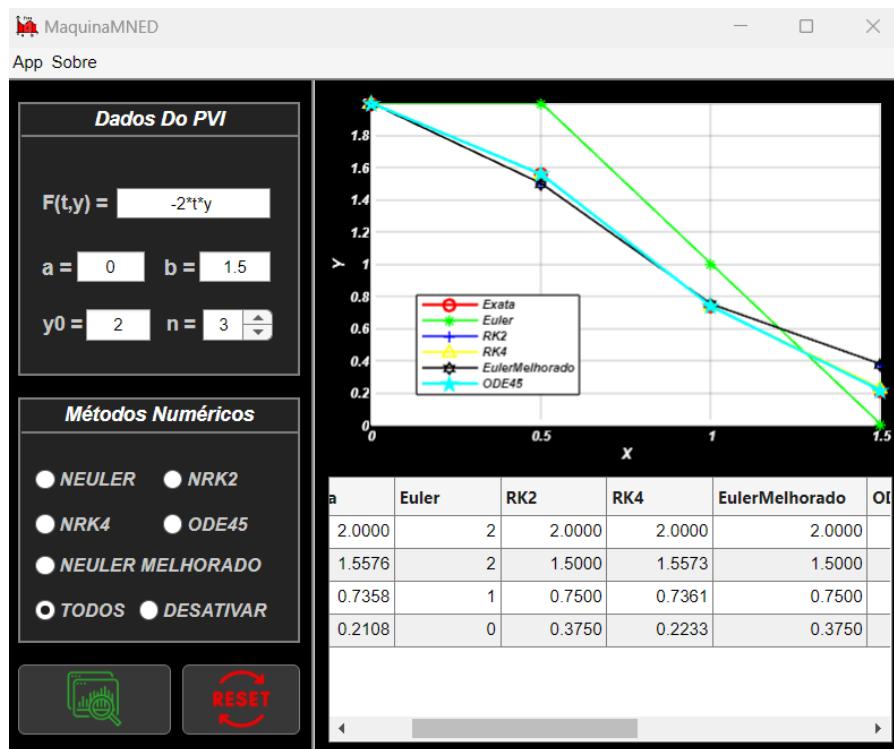 MaquinaMNED
App Sobre
Dados Do PVI
F(t,y) = -2*t*y
a = 0 b = 1.5
y0 = 2 n = 3
Métodos Numéricos
NEULER NRK2
NRK4 ODE45
NEULER MELHORADO
TODOS DESATIVAR
RESET
1.8
1.6
1.4
1.2
1
0.8
0.6
0.4
0.2
0
Y
0 0.5 1 1.5
X
Exata
Euler
RK2
RK4
EulerMelhorado
ODE45
a Euler RK2 RK4 EulerMelhorado O
2.0000 2 2.0000 2.0000 2.0000
1.5576 2 1.5000 1.5573 1.5000
0.7358 1 0.7500 0.7361 0.7500
0.2108 0 0.3750 0.2233 0.3750